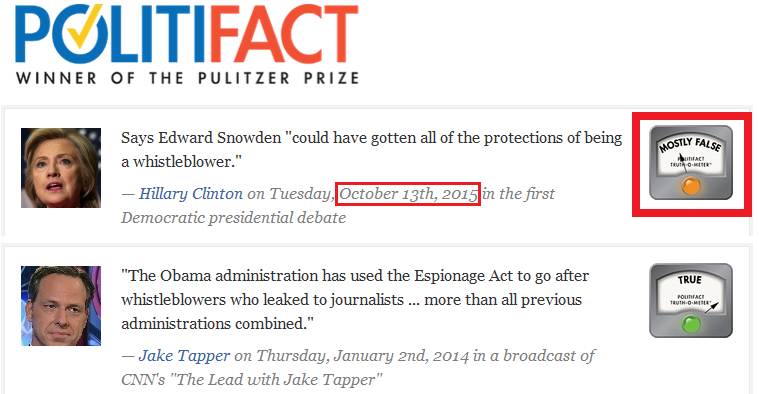 POLITIFACT
WINNER OF THE PULITZER PRIZE
Says Edward Snowden "could have gotten all of the protections of being
a whistleblower."
— Hillary Clinton on Tuesday, October 13th, 2015 in the first
Democratic presidential debate
MOSTLY FALSE
POLITIFACT
TRUTH-O-METER™
"The Obama administration has used the Espionage Act to go after
whistleblowers who leaked to journalists ... more than all previous
administrations combined."
— Jake Tapper on Thursday, January 2nd, 2014 in a broadcast of
CNN's "The Lead with Jake Tapper"
TRUE
POLITIFACT
TRUTH-O-METER™